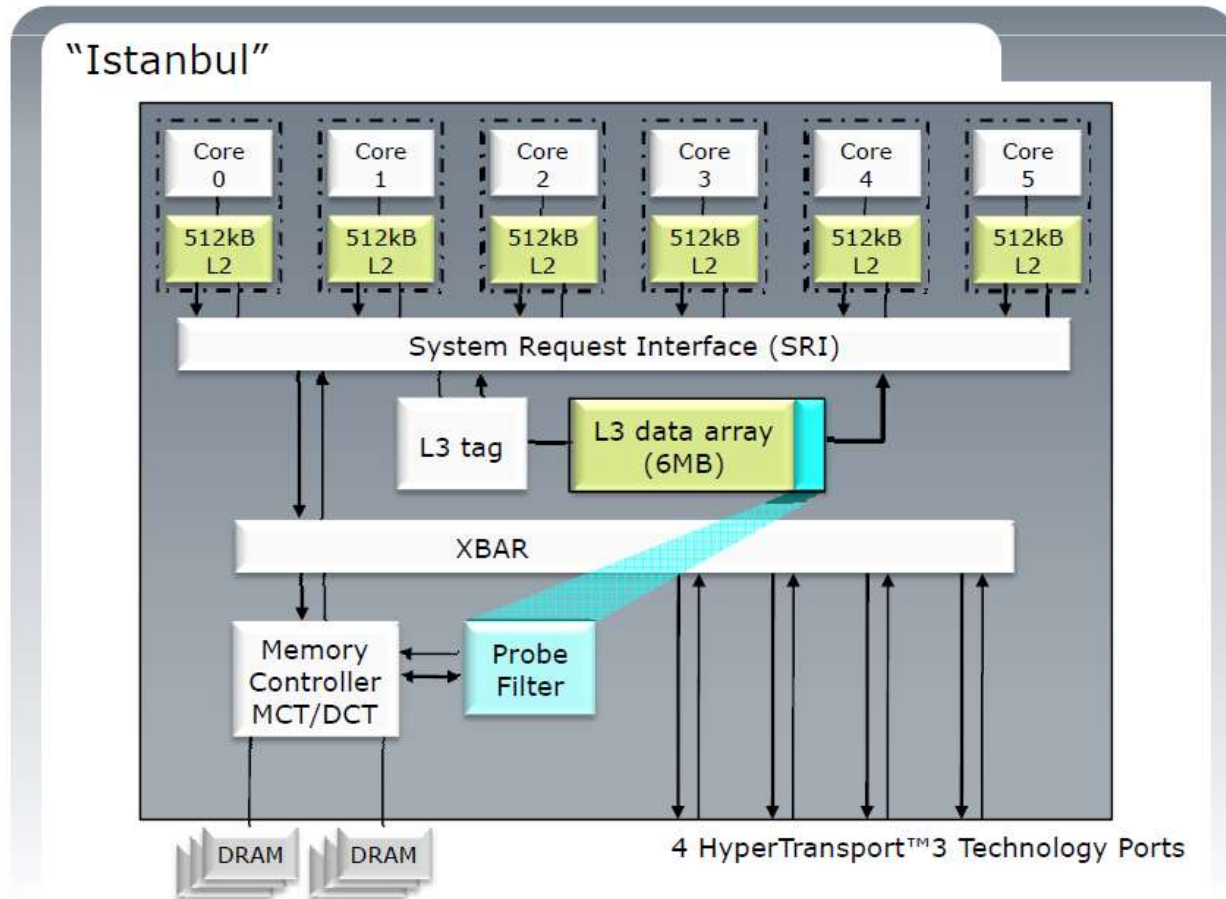 “Istanbul”
Core
0
Core
1
Core
2
Core
3
Core
4
Core
5
512kB
L2
512kB
L2
512kB
L2
512kB
L2
512kB
L2
512kB
L2
System Request Interface (SRI)
L3 tag
L3 data array
(6MB)
XBAR
Memory
Controller
MCT/DCT
Probe
Filter
DRAM
DRAM
4 HyperTransport™3 Technology Ports